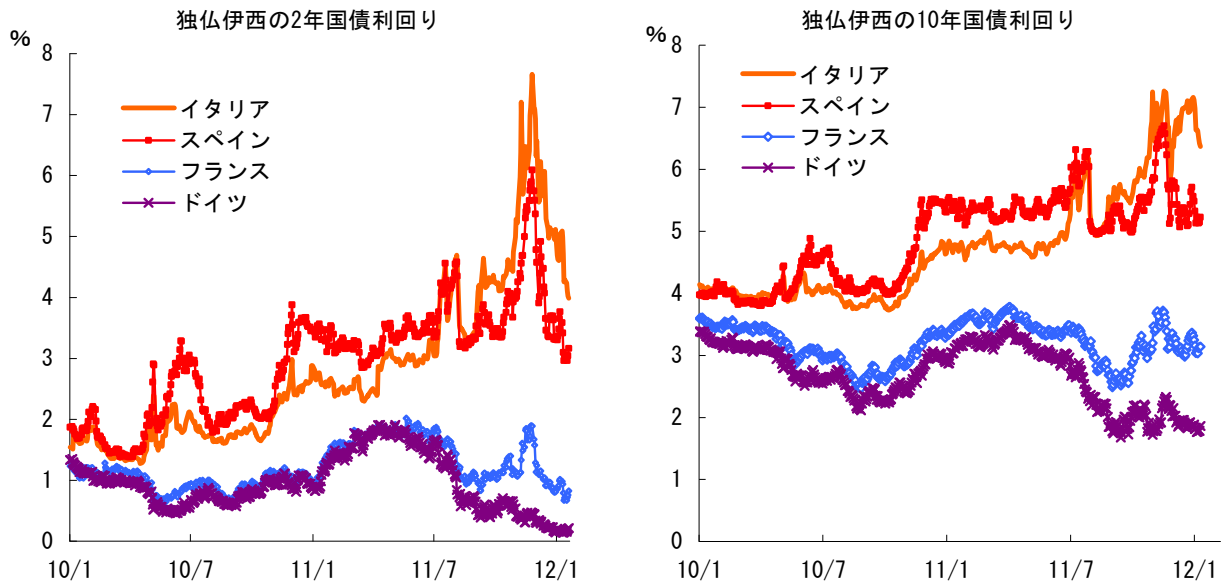 独仏伊西の2年国債利回り
%
8
7
6
5
4
3
2
1
0
イタリア
スペイン
フランス
ドイツ
10/1 10/7 11/1 11/7 12/1
独仏伊西の10年国債利回り
%
8
7
6
5
4
3
2
1
0
イタリア
スペイン
フランス
ドイツ
10/1 10/7 11/1 11/7 12/1